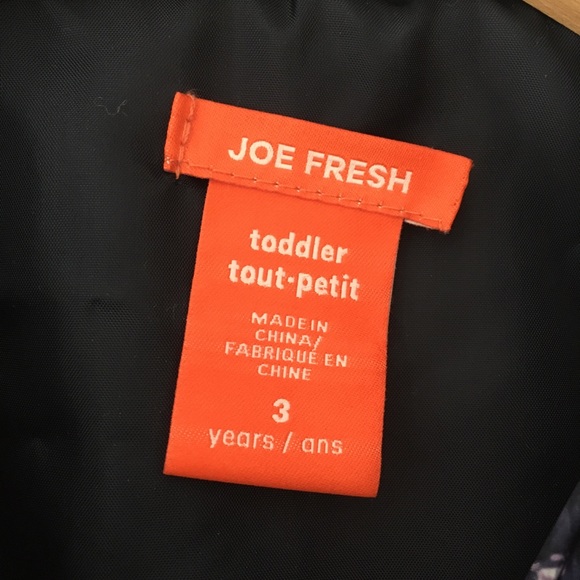 JOE FRESH
toddler
tout·petit
MADE IN
CHINA/
FABRIQUÉ EN
CHINE
3
years / ans